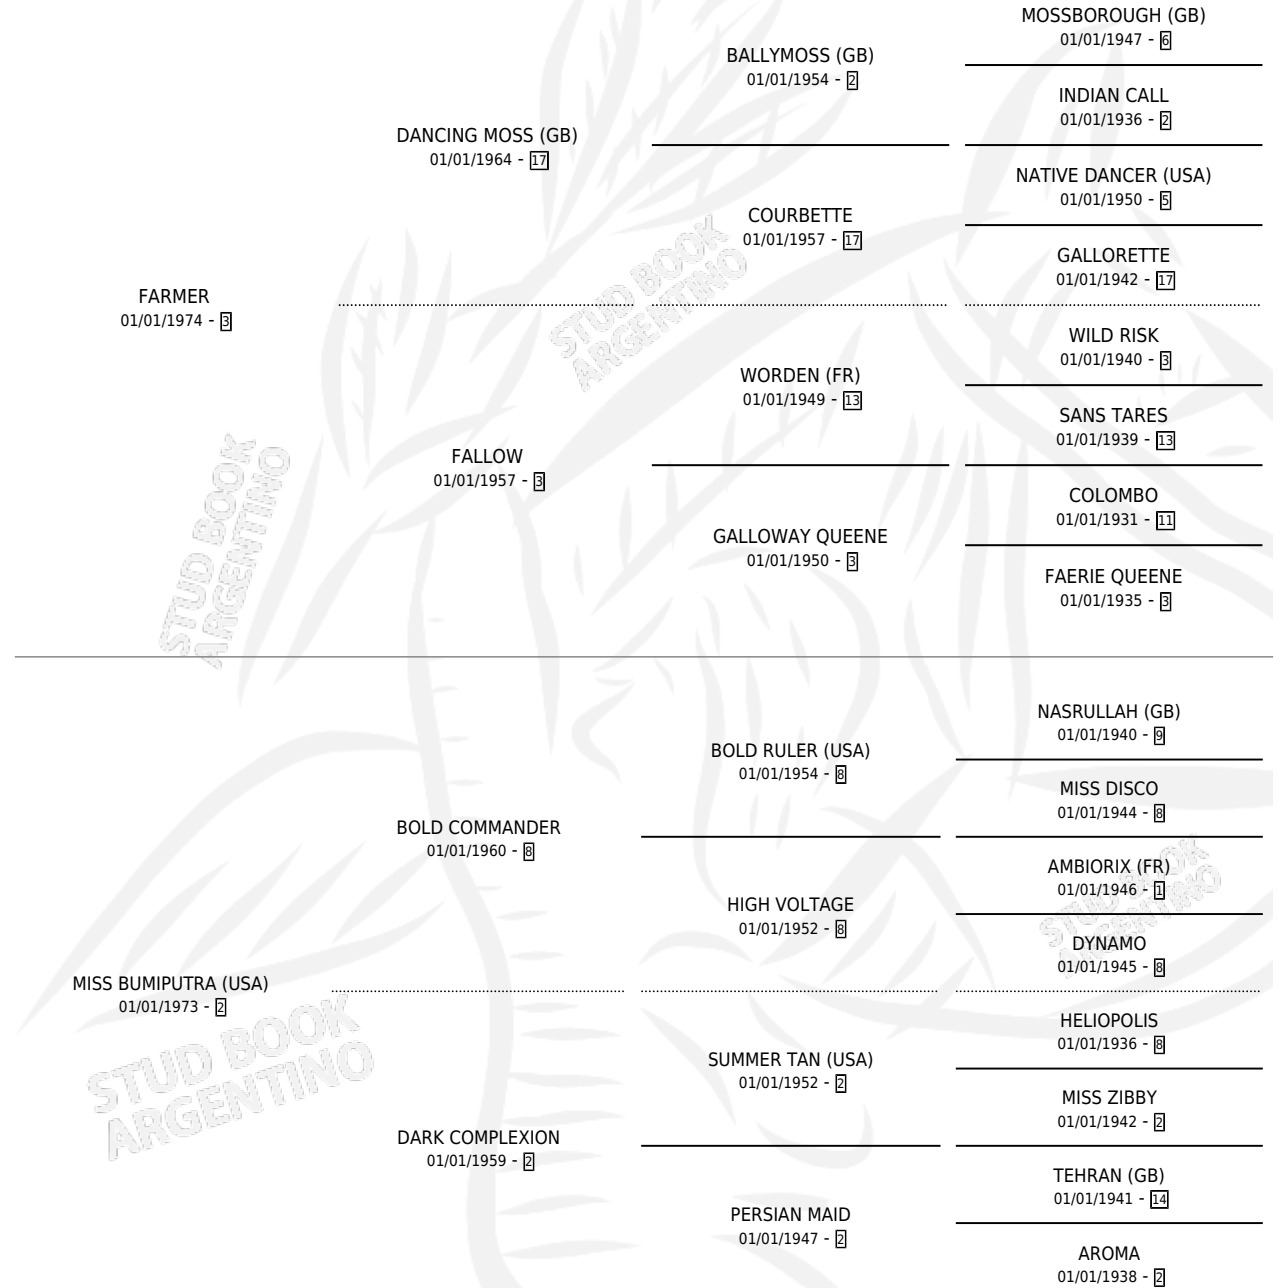 MOSSBOROUGH (GB)
01/01/1947 - 6
BALLYMOSS (GB)
01/01/1954 - 2
INDIAN CALL
01/01/1936 - 2
DANCING MOSS (GB)
01/01/1964 - 17
NATIVE DANCER (USA)
01/01/1950 - 5
COURBETTE
01/01/1957 - 17
GALLORETTE
01/01/1942 - 17
FARMER
01/01/1974 - 3
WILD RISK
01/01/1940 - 3
WORDEN (FR)
01/01/1949 - 13
SANS TARES
01/01/1939 - 13
FALLOW
01/01/1957 - 3
COLOMBO
01/01/1931 - 11
GALLOWAY QUEENE
01/01/1950 - 3
FAERIE QUEENE
01/01/1935 - 3
NASRULLAH (GB)
01/01/1940 - 9
BOLD RULER (USA)
01/01/1954 - 8
MISS DISCO
01/01/1944 - 8
BOLD COMMANDER
01/01/1960 - 8
AMBIORIX (FR)
01/01/1946 - 1
HIGH VOLTAGE
01/01/1952 - 8
DYNAMO
01/01/1945 - 8
MISS BUMIPUTRA (USA)
01/01/1973 - 2
HELIOPOLIS
01/01/1936 - 8
SUMMER TAN (USA)
01/01/1952 - 2
MISS ZIBBY
01/01/1942 - 2
DARK COMPLEXION
01/01/1959 - 2
TEHRAN (GB)
01/01/1941 - 14
PERSIAN MAID
01/01/1947 - 2
AROMA
01/01/1938 - 2
STUD BOOK
ARGENTINO
STUD BOOK
ARGENTINO
STUD BOOK
ARGENTINO
STUD BOOK
ARGENTINO